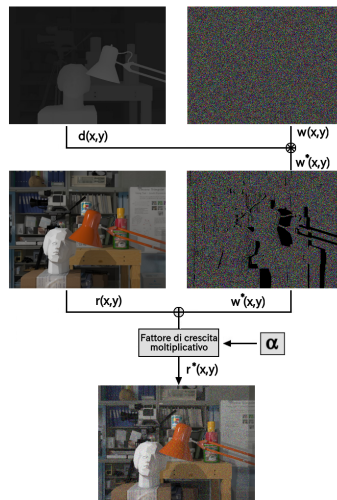 d(x,y)
w(x,y)
w*(x,y)
r(x,y)
w*(x,y)
Fattore di crescita
moltiplicativo
α
r*(x,y)